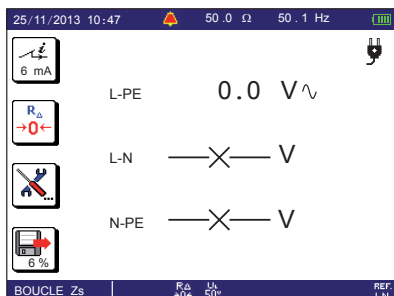 25/11/2013 10:47 50.0 Ω 50.1 Hz
i
6 mA
L-PE 0.0 V
RΔ
→0←
L-N V
...
N-PE V
6 %
BOUCLE Zs RΔ UL REF.
→0← 50V L-N